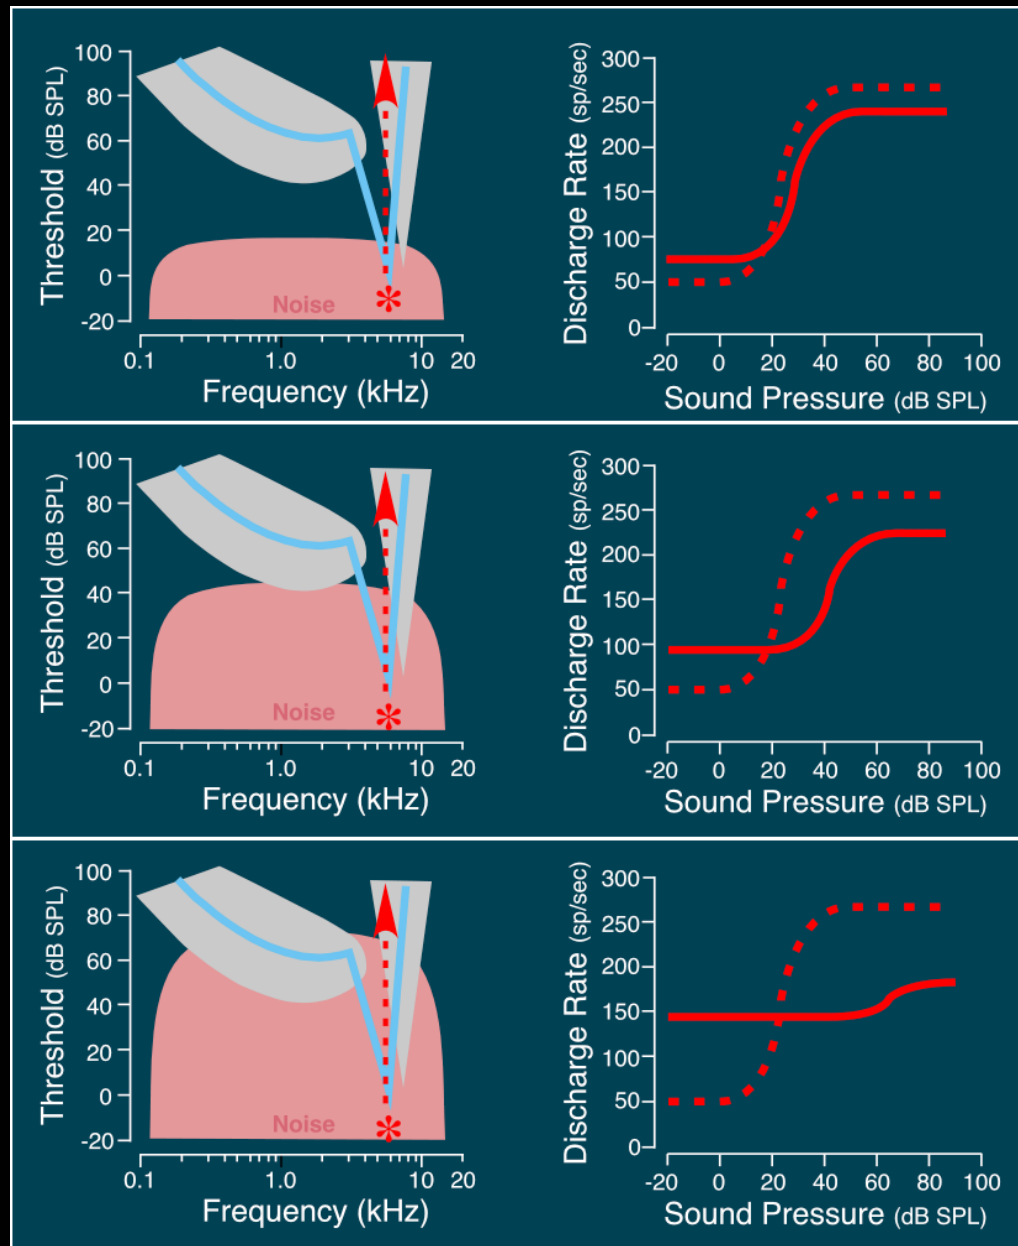 Threshold (dB SPL)
100
80
60
40
20
0
-20
Noise
0.1 1.0 10 20
Frequency (kHz)
Discharge Rate (sp/sec)
300
250
200
150
100
50
0
-20 0 20 40 60 80 100
Sound Pressure (dB SPL)
Threshold (dB SPL)
100
80
60
40
20
0
-20
Noise
0.1 1.0 10 20
Frequency (kHz)
Discharge Rate (sp/sec)
300
250
200
150
100
50
0
-20 0 20 40 60 80 100
Sound Pressure (dB SPL)
Threshold (dB SPL)
100
80
60
40
20
0
-20
Noise
0.1 1.0 10 20
Frequency (kHz)
Discharge Rate (sp/sec)
300
250
200
150
100
50
0
-20 0 20 40 60 80 100
Sound Pressure (dB SPL)